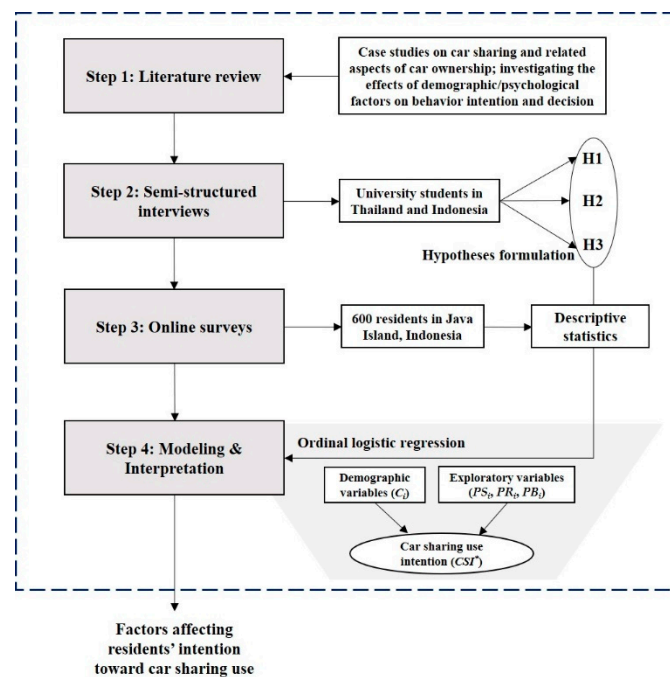 Step 1: Literature review
Case studies on car sharing and related
aspects of car ownership; investigating the
effects of demographic/psychological
factors on behavior intention and decision
Step 2: Semi-structured
interviews
University students in
Thailand and Indonesia
H1
H2
H3
Hypotheses formulation
Step 3: Online surveys
600 residents in Java
Island, Indonesia
Descriptive
statistics
Step 4: Modeling &
Interpretation
Ordinal logistic regression
Demographic
variables (Ci)
Exploratory variables
(PSi, PRi, PBi)
Car sharing use
intention (CSI*)
Factors affecting
residents' intention
toward car sharing use